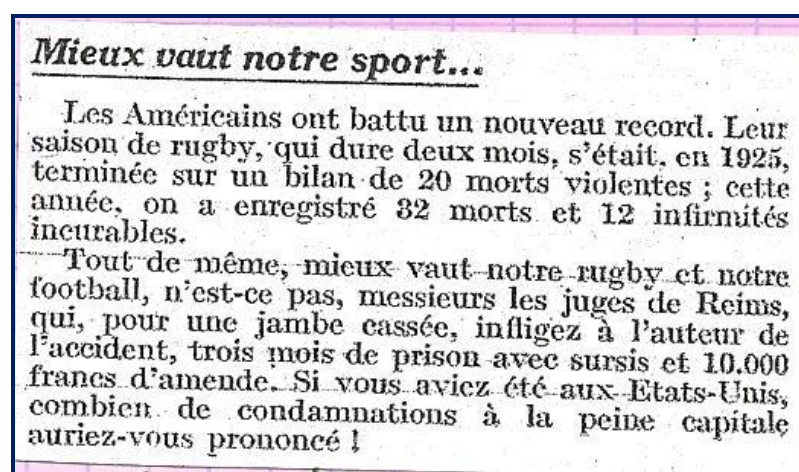 Mieux vaut notre sport...
Les Américains ont battu un nouveau record. Leur
saison de rugby, qui dure deux mois, s'était, en 1925,
terminée sur un bilan de 20 morts violentes ; cette
année, on a enregistré 32 morts et 12 infirmités
incurables.
Tout de même, mieux vaut notre rugby et notre
football, n'est-ce pas, messieurs les juges de Reims,
qui, pour une jambe cassée, infligez à l'auteur de
l'accident, trois mois de prison avec sursis et 10.000
francs d'amende. Si vous aviez été aux Etats-Unis,
combien de condamnations à la peine capitale
auriez-vous prononcé !